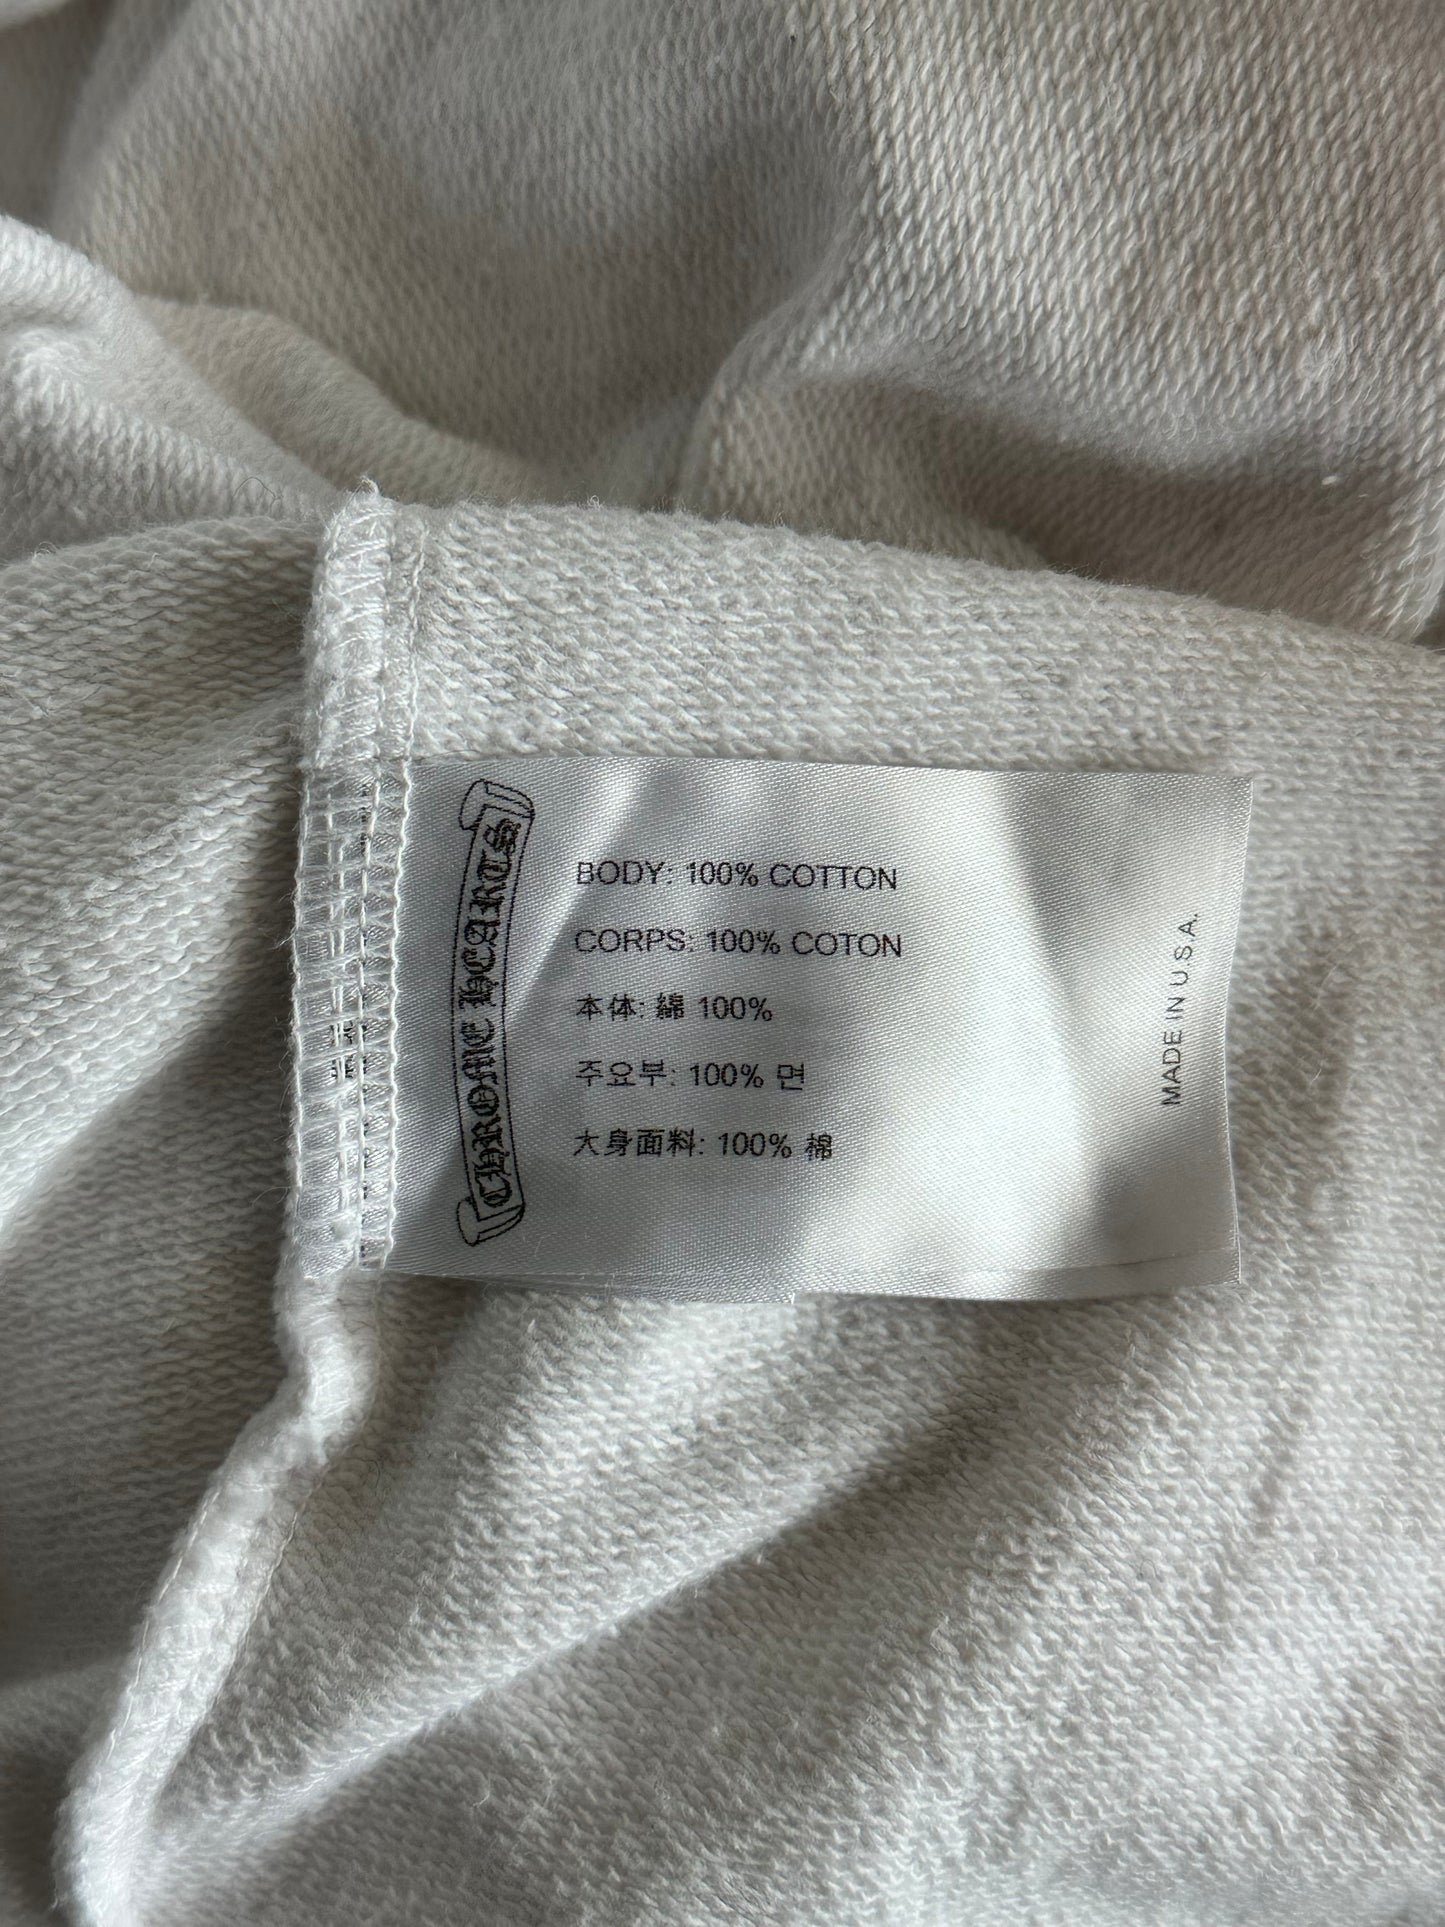 CHROME HEARTS
BODY: 100% COTTON
CORPS: 100% COTON
本体: 綿 100%
주요부: 100% 면
大身面料: 100% 棉
MADE IN U.S.A.